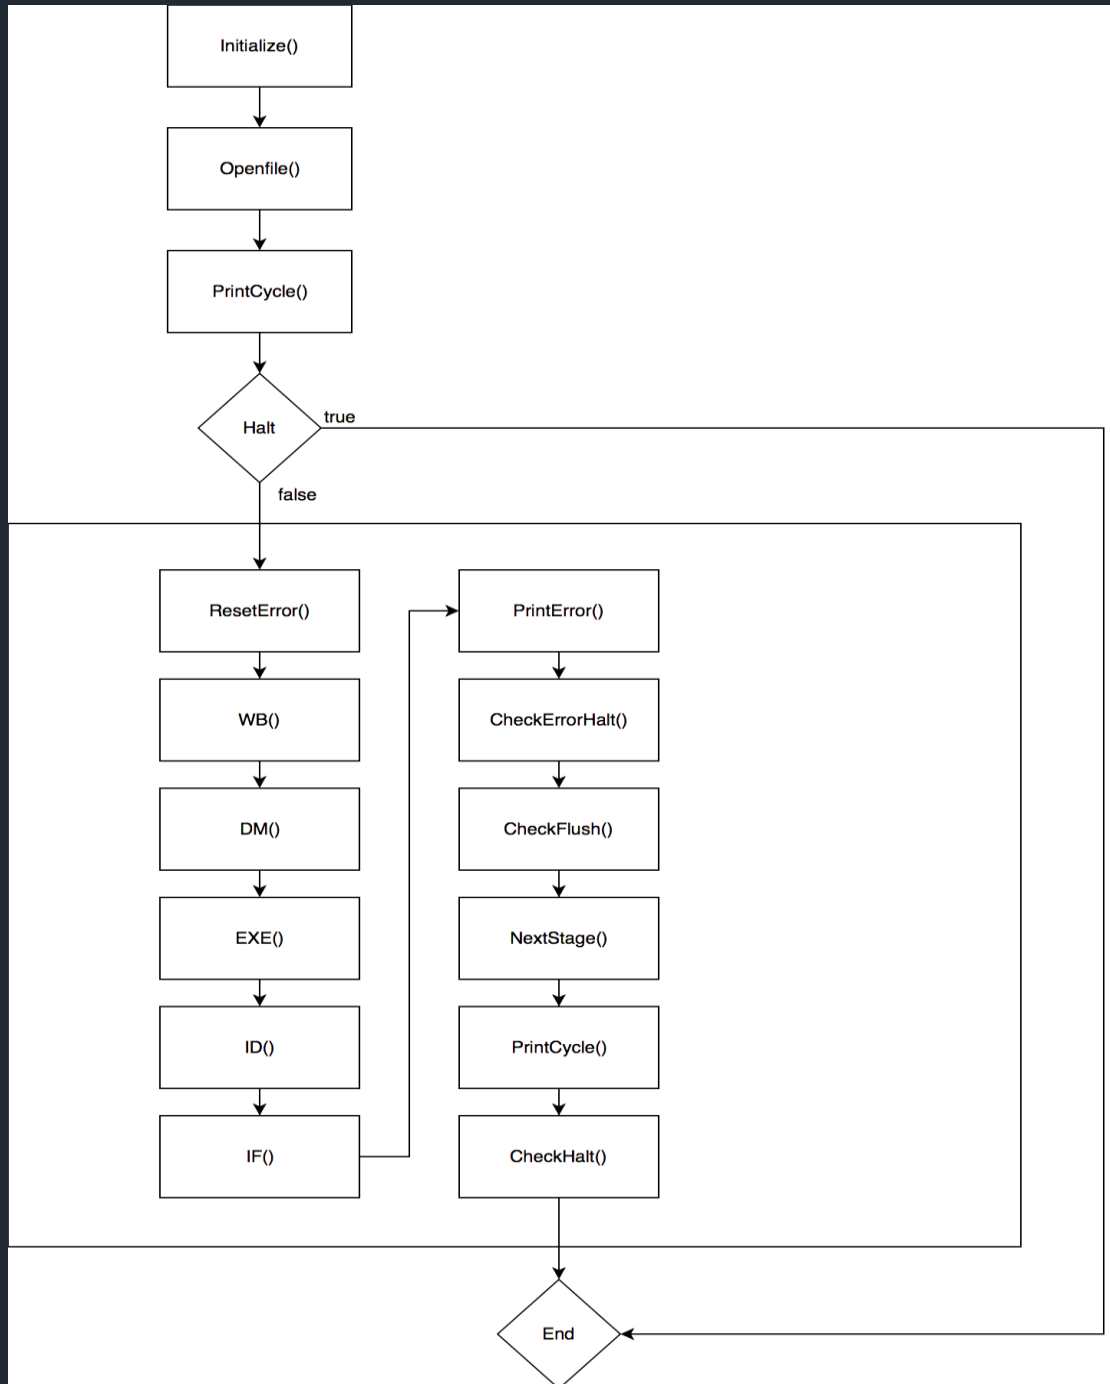 Initialize()
Openfile()
PrintCycle()
Halt
true
false
ResetError()
WB()
DM()
EXE()
ID()
IF()
PrintError()
CheckErrorHalt()
CheckFlush()
NextStage()
PrintCycle()
CheckHalt()
End